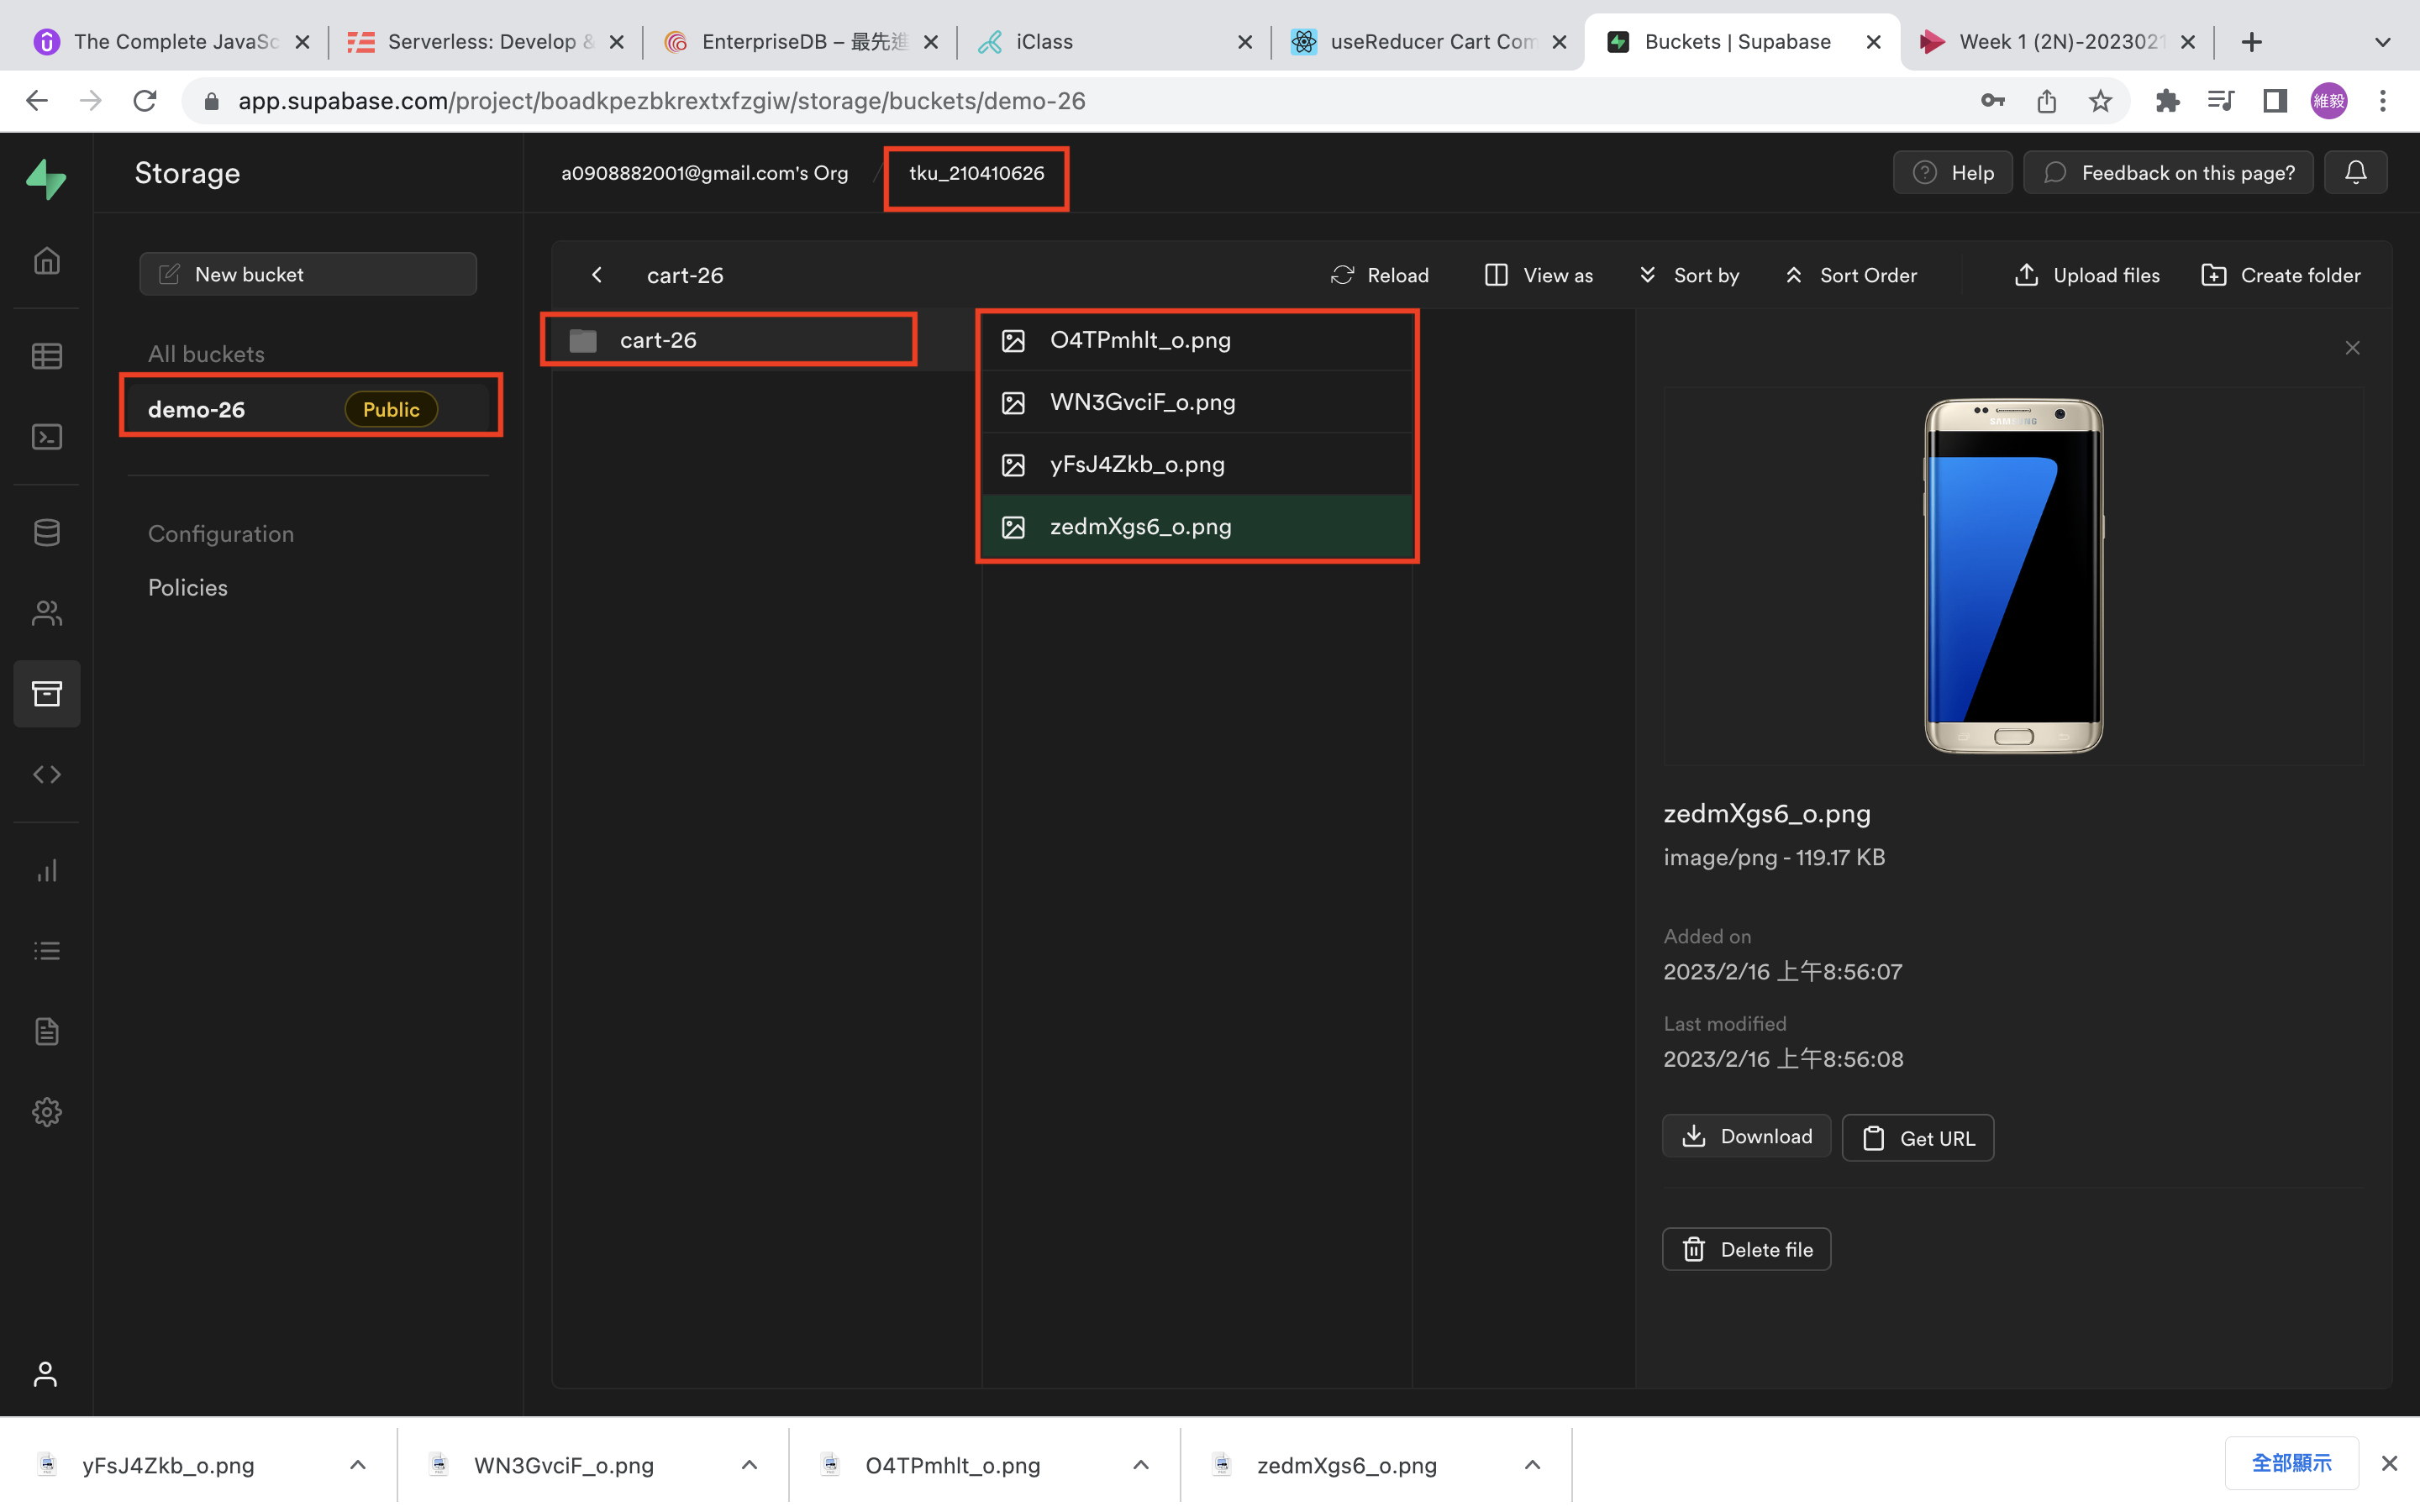 The Complete JavaSc
Serverless: Develop &
EnterpriseDB – 最先進
iClass
useReducer Cart Com
Buckets | Supabase
Week 1 (2N)-2023021
app.supabase.com/project/boadkpezbkrextxfzgiw/storage/buckets/demo-26
維毅
Storage
a0908882001@gmail.com's Org / tku_210410626
Help
Feedback on this page?
New bucket
All buckets
demo-26 Public
Configuration
Policies
cart-26
Reload
View as
Sort by
Sort Order
Upload files
Create folder
cart-26
O4TPmhlt_o.png
WN3GvciF_o.png
yFsJ4Zkb_o.png
zedmXgs6_o.png
SAMSUNG
zedmXgs6_o.png
image/png - 119.17 KB
Added on
2023/2/16 上午8:56:07
Last modified
2023/2/16 上午8:56:08
Download
Get URL
Delete file
yFsJ4Zkb_o.png
WN3GvciF_o.png
O4TPmhlt_o.png
zedmXgs6_o.png
全部顯示